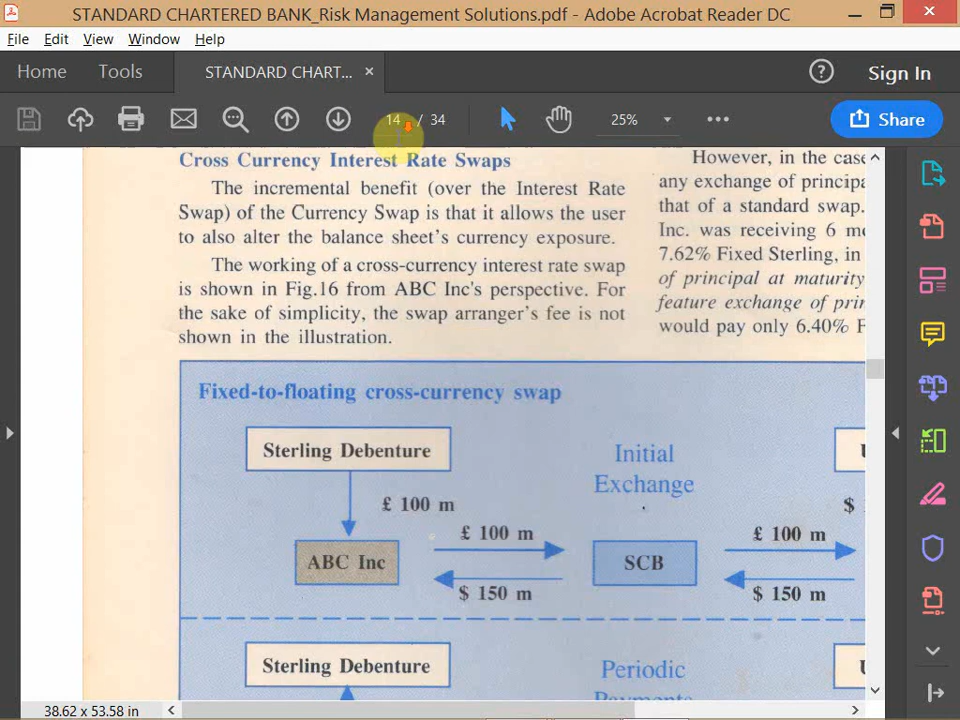 STANDARD CHARTERED BANK_Risk Management Solutions.pdf - Adobe Acrobat Reader DC
File Edit View Window Help
Home Tools STANDARD CHART... ×
Sign In
14 / 34 25% Share
Cross Currency Interest Rate Swaps
The incremental benefit (over the Interest Rate
Swap) of the Currency Swap is that it allows the user
to also alter the balance sheet's currency exposure.
The working of a cross-currency interest rate swap
is shown in Fig.16 from ABC Inc's perspective. For
the sake of simplicity, the swap arranger's fee is not
shown in the illustration.
However, in the case
any exchange of principa
that of a standard swap.
Inc. was receiving 6 mo
7.62% Fixed Sterling, in
of principal at maturity
feature exchange of prin
would pay only 6.40% F
Fixed-to-floating cross-currency swap
Sterling Debenture
Initial
Exchange
£ 100 m
$
£ 100 m
£ 100 m
ABC Inc
SCB
$ 150 m
$ 150 m
Sterling Debenture
Periodic
Payments
38.62 x 53.58 in